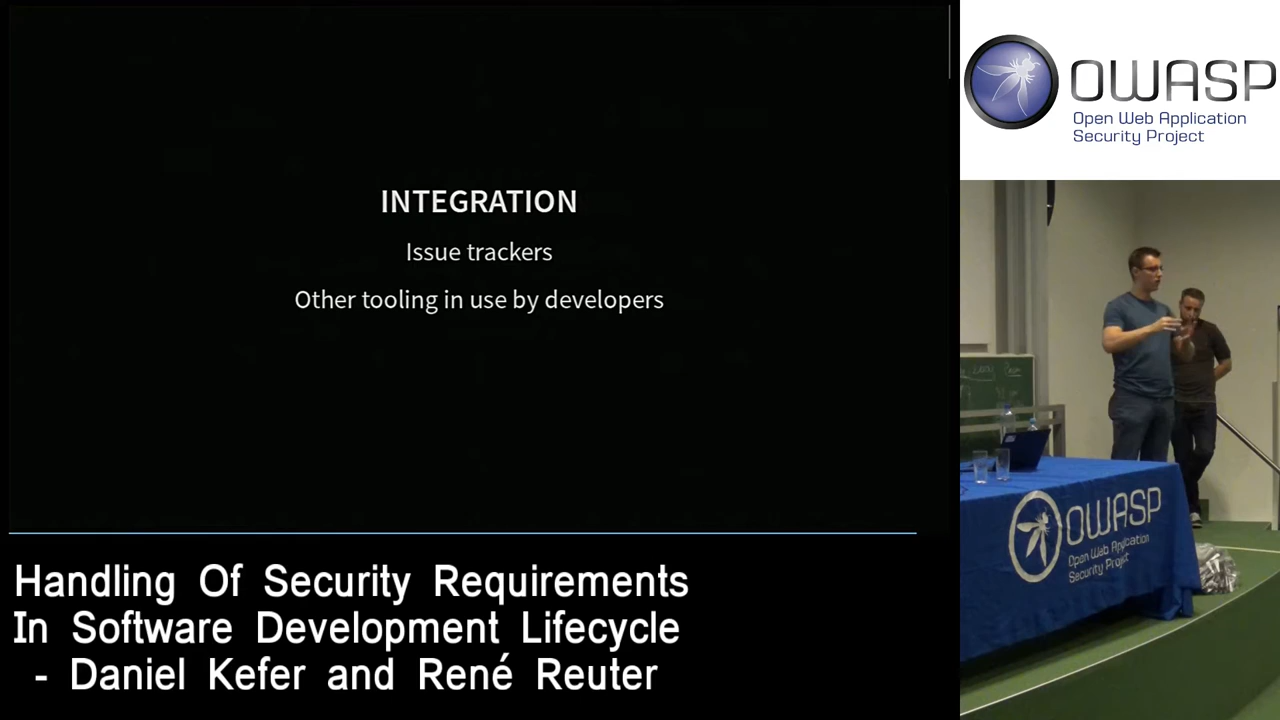 INTEGRATION
Issue trackers
Other tooling in use by developers
Handling Of Security Requirements
In Software Development Lifecycle
- Daniel Kefer and René Reuter
OWASP
Open Web Application
Security Project
OWASP
Open Web Application
Security Project